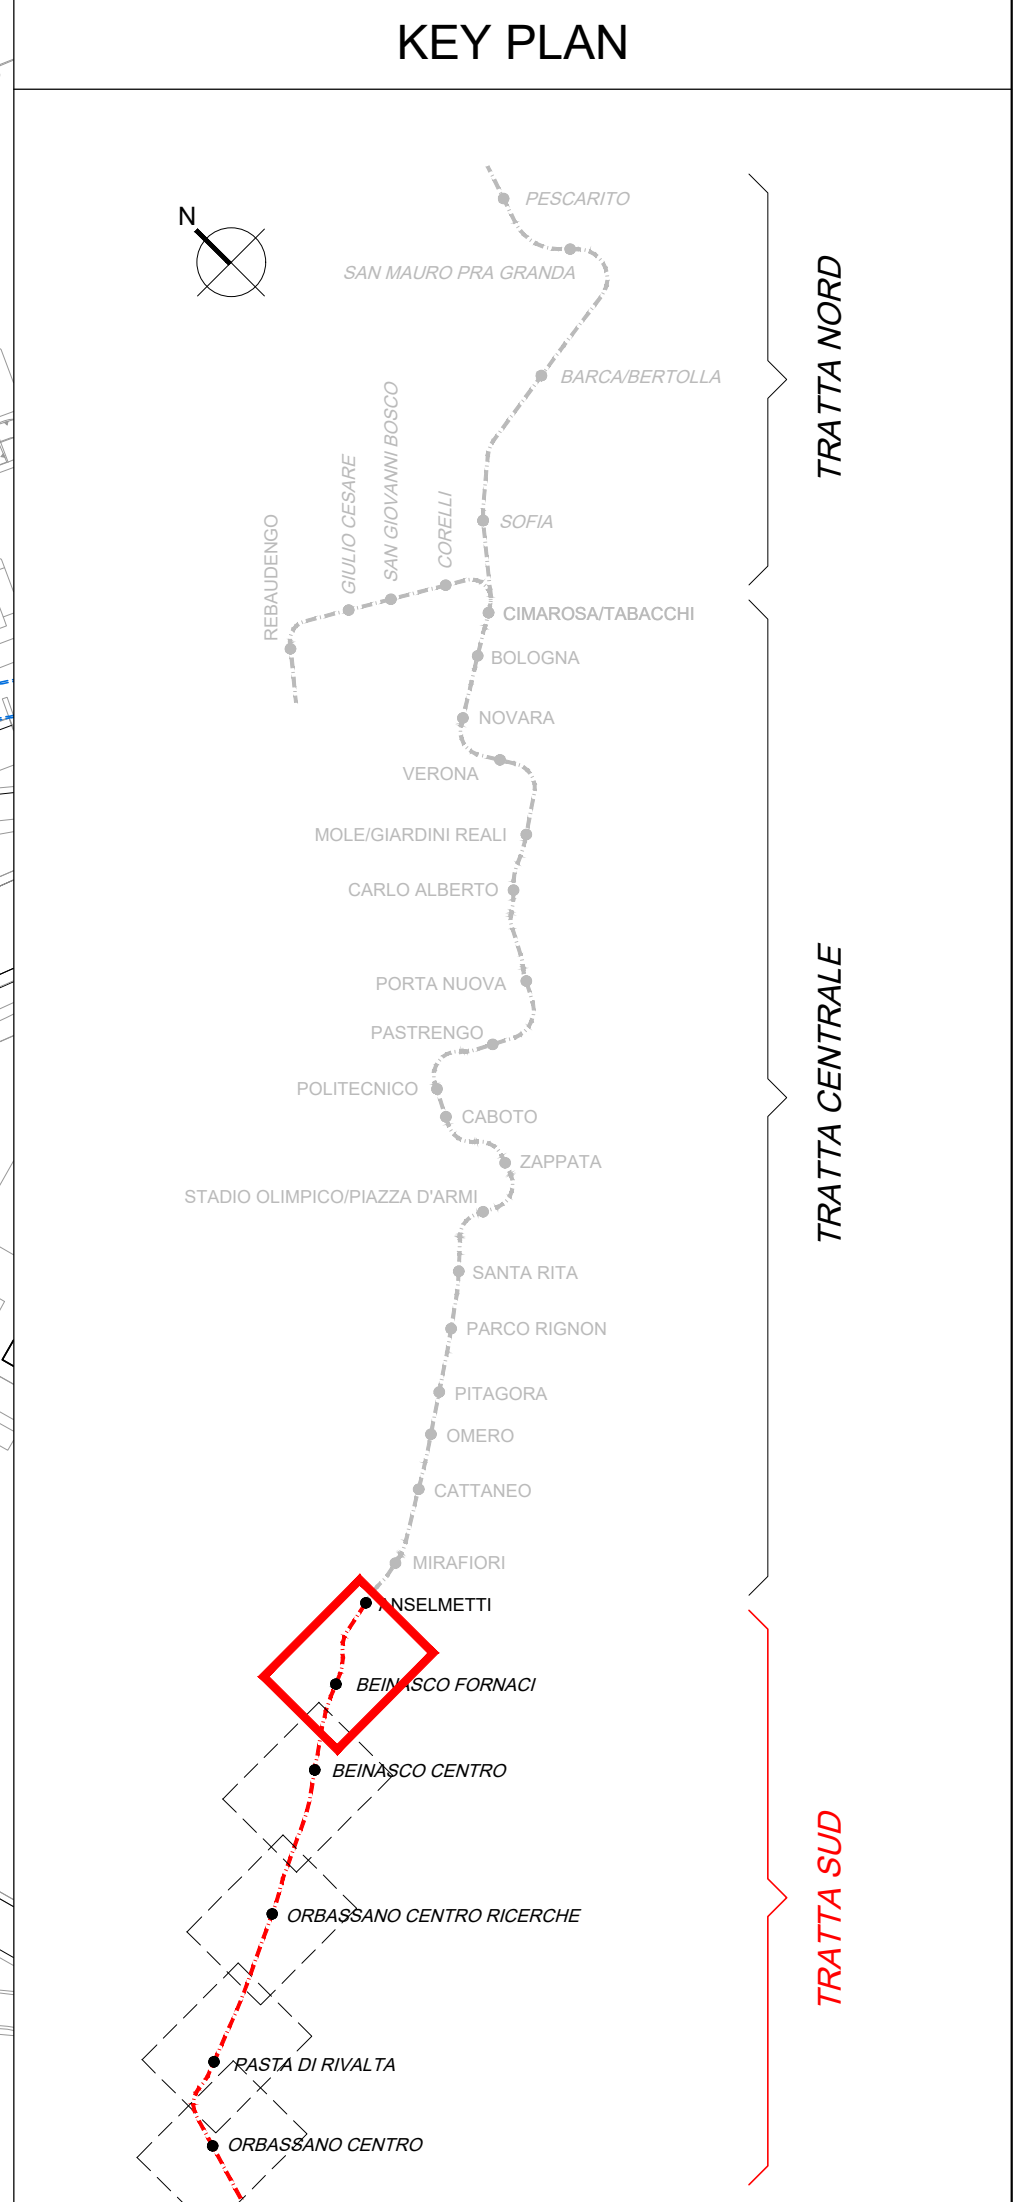 KEY PLAN
N
PESCARITO
SAN MAURO PRA GRANDA
BARCA/BERTOLLA
TRATTA NORD
SOFIA
REBAUDENGO
GIULIO CESARE
SAN GIOVANNI BOSCO
CORELLI
CIMAROSA/TABACCHI
BOLOGNA
NOVARA
VERONA
MOLE/GIARDINI REALI
CARLO ALBERTO
PORTA NUOVA
PASTRENGO
POLITECNICO
CABOTO
ZAPPATA
STADIO OLIMPICO/PIAZZA D'ARMI
SANTA RITA
PARCO RIGNON
PITAGORA
OMERO
CATTANEO
MIRAFIORI
TRATTA CENTRALE
ANSELMETTI
BEINASCO FORNACI
BEINASCO CENTRO
ORBASSANO CENTRO RICERCHE
PASTA DI RIVALTA
ORBASSANO CENTRO
TRATTA SUD